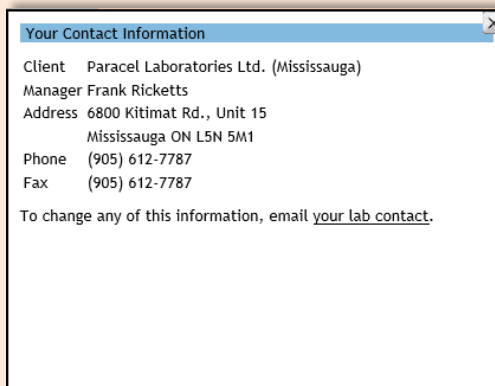 Your Contact Information
Client Paracel Laboratories Ltd. (Mississauga)
Manager Frank Ricketts
Address 6800 Kitimat Rd., Unit 15
Mississauga ON L5N 5M1
Phone (905) 612-7787
Fax (905) 612-7787
To change any of this information, email your lab contact.